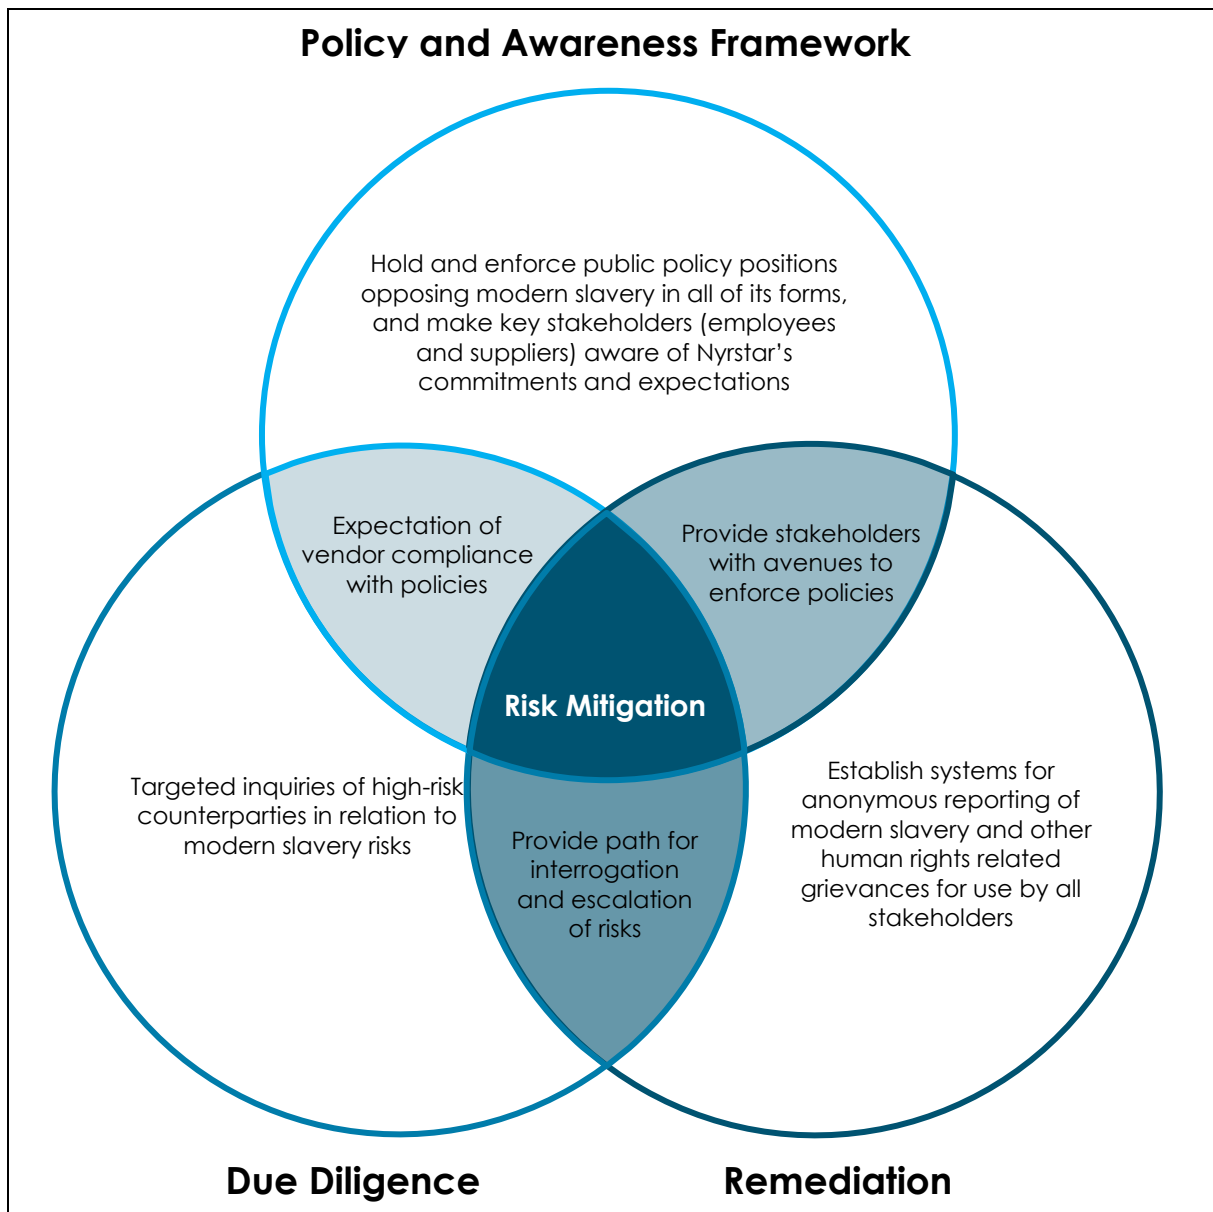 Policy and Awareness Framework
Hold and enforce public policy positions
opposing modern slavery in all of its forms,
and make key stakeholders (employees
and suppliers) aware of Nyrstar’s
commitments and expectations
Expectation of
vendor compliance
with policies
Provide stakeholders
with avenues to
enforce policies
Risk Mitigation
Targeted inquiries of high-risk
counterparties in relation to
modern slavery risks
Provide path for
interrogation
and escalation
of risks
Establish systems for
anonymous reporting of
modern slavery and other
human rights related
grievances for use by all
stakeholders
Due Diligence
Remediation